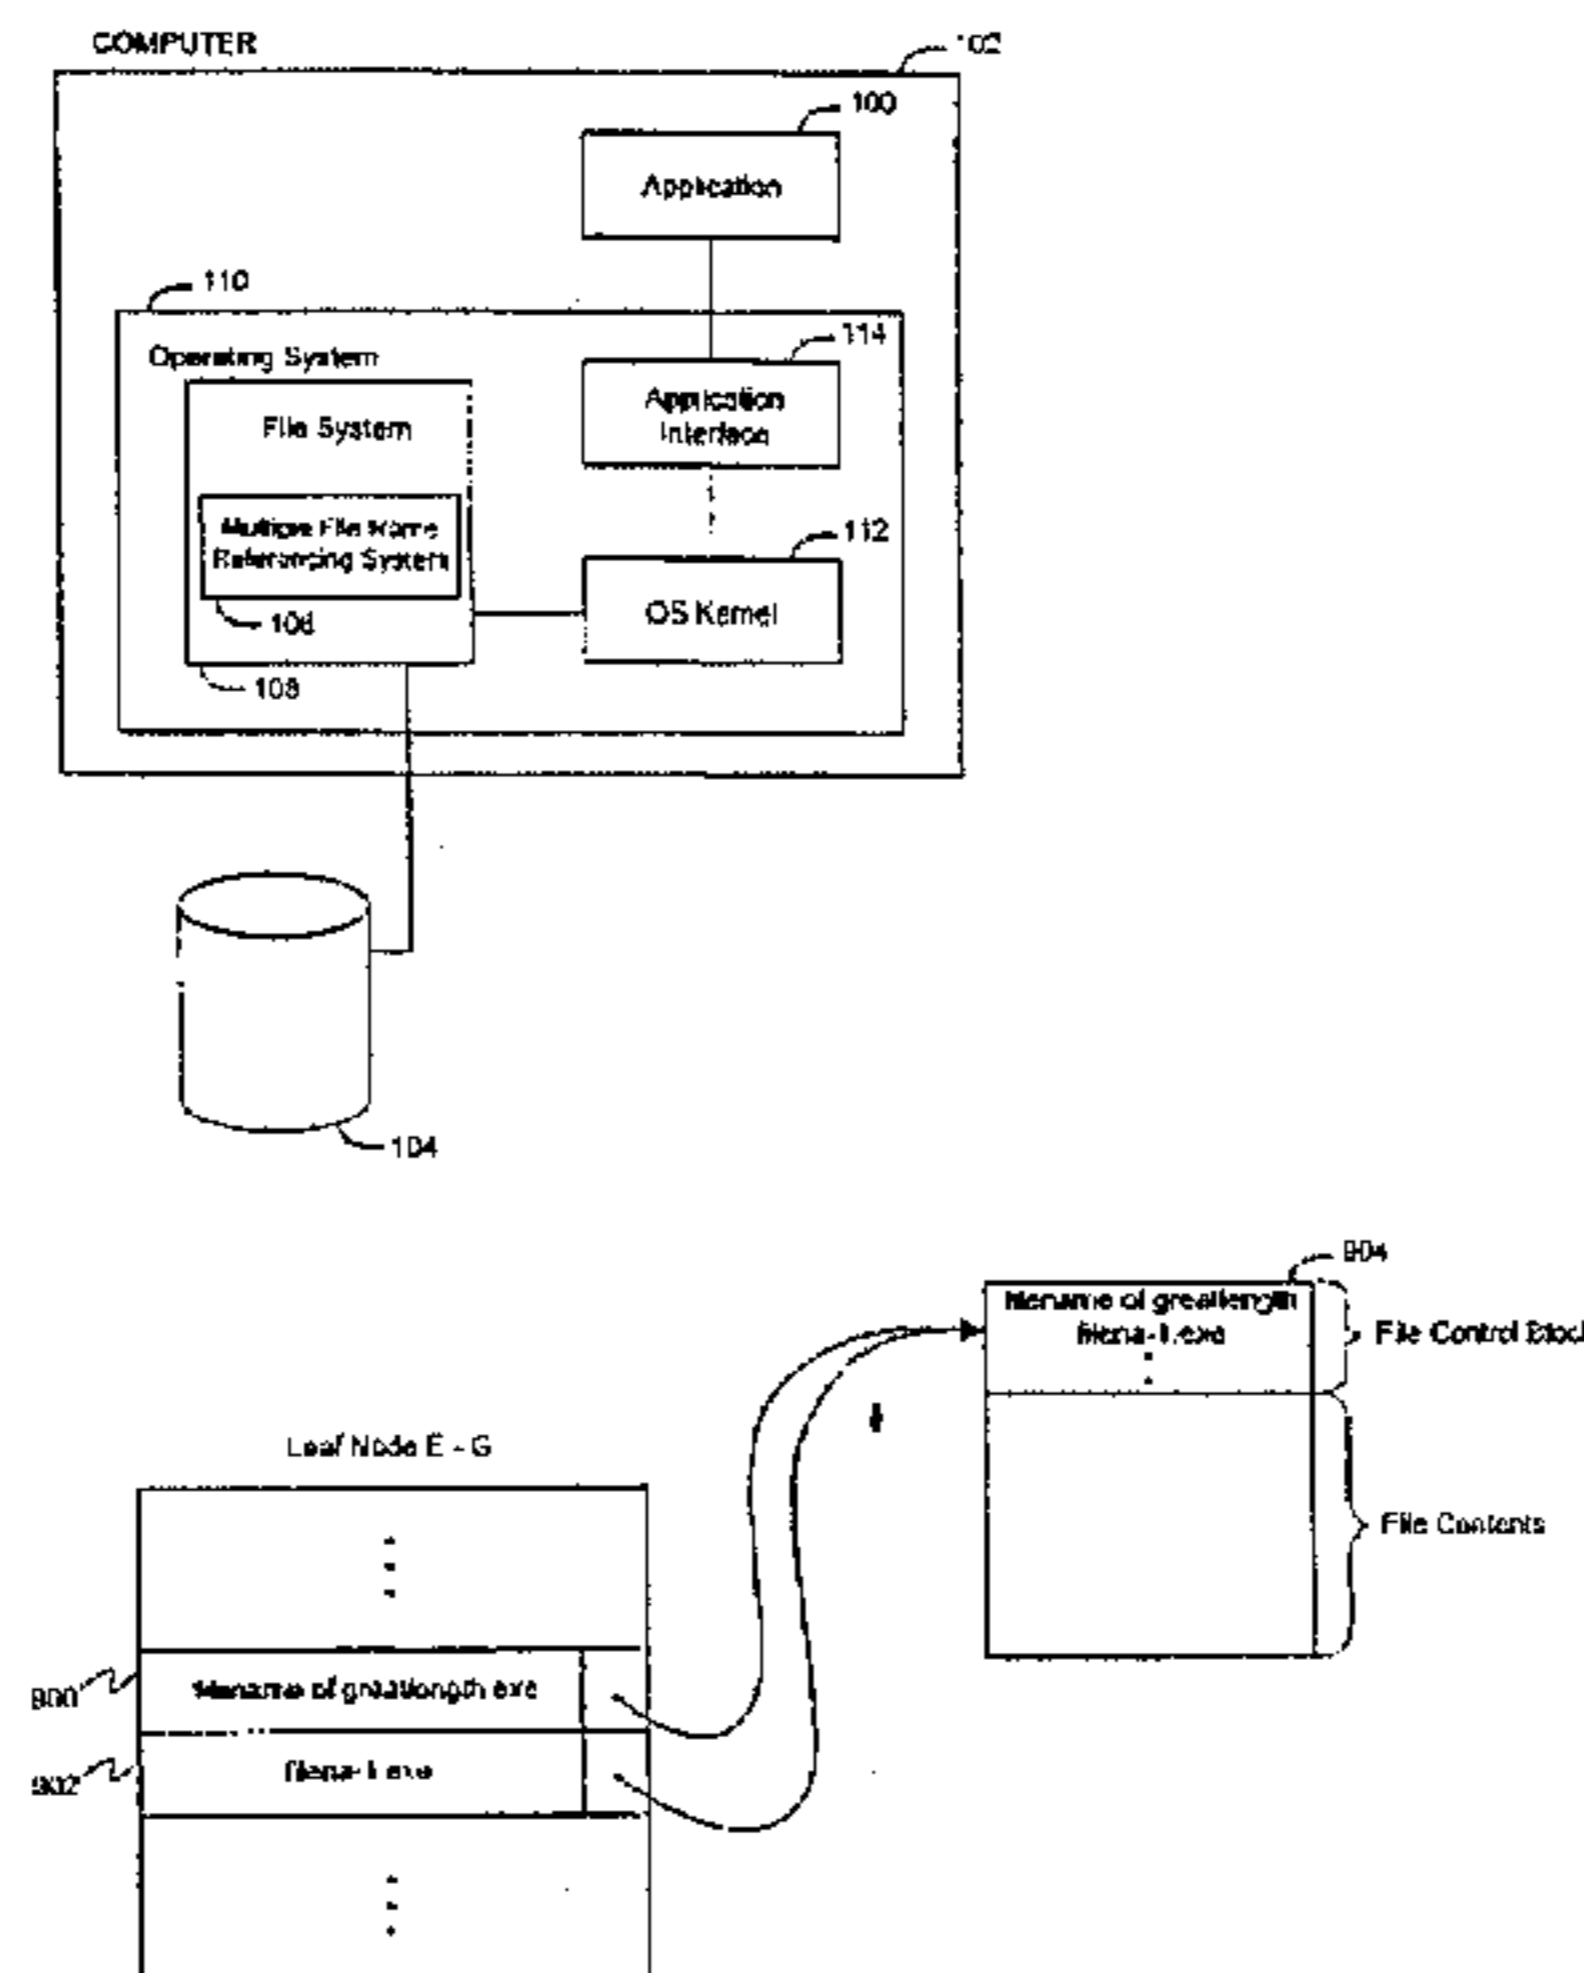 COMPUTER
102
100
Application
110
114
Operating System
Application
Interface
File System
112
Multiple File Name
Referencing System
OS Kernel
106
108
104
904
filename of greatlength
filena~1.exe
File Control Block
Leaf Node E - G
File Contents
900
filename of greatlength exe
902
filena~1.exe